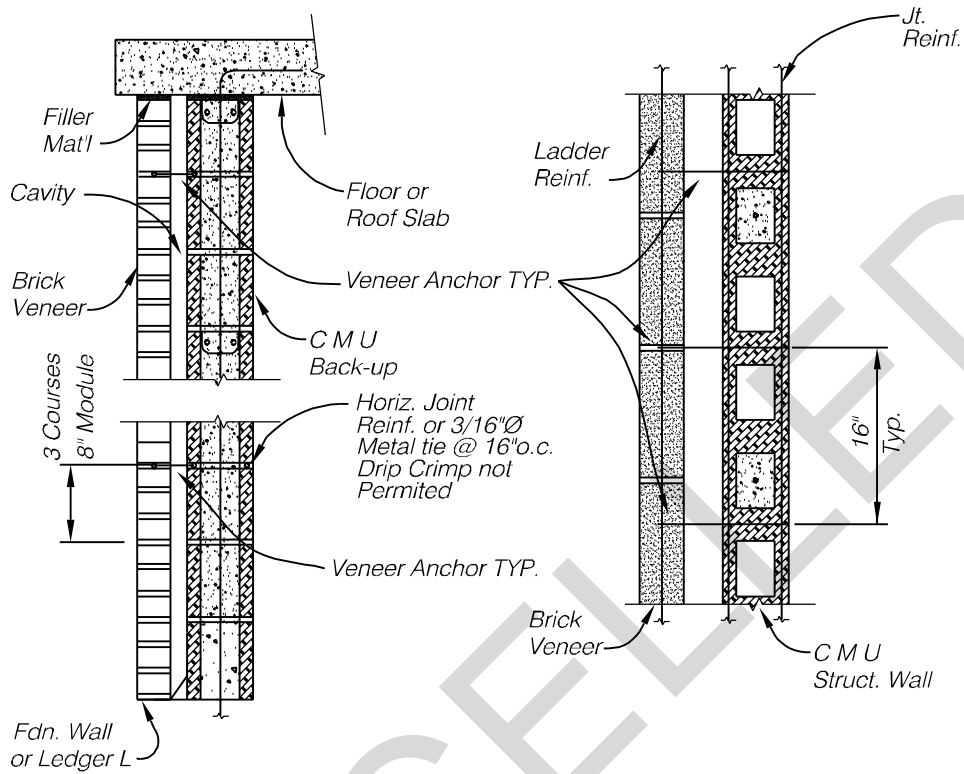 Jt.
Reinf.
Filler
Mat'l
Ladder
Reinf.
Cavity
Floor or
Roof Slab
Brick
Veneer
Veneer Anchor TYP.
C M U
Back-up
3 Courses
8" Module
Horiz. Joint
Reinf. or 3/16"Ø
Metal tie @ 16"o.c.
Drip Crimp not
Permited
16"
Typ.
Veneer Anchor TYP.
Brick
Veneer
C M U
Struct. Wall
Fdn. Wall
or Ledger L